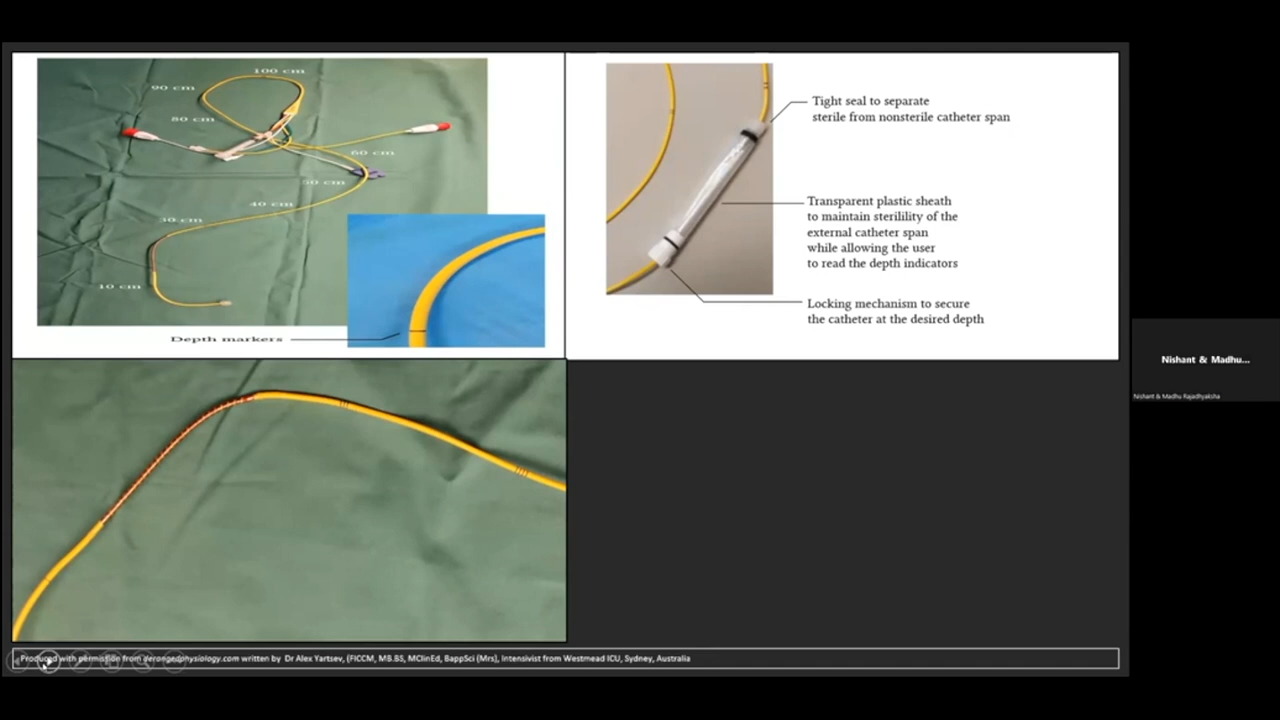 100 cm
90 cm
80 cm
60 cm
50 cm
40 cm
30 cm
10 cm
Depth markers
Tight seal to separate
sterile from nonsterile catheter span
Transparent plastic sheath
to maintain sterilility of the
external catheter span
while allowing the user
to read the depth indicators
Locking mechanism to secure
the catheter at the desired depth
Nishant & Madhu...
Nishant & Madhu Rajadhyaksha
Produced with permission from derangedphysiology.com written by Dr Alex Yartsev, (FICCM, MB.BS, MClinEd, BappSci (Mrs), Intensivist from Westmead ICU, Sydney, Australia